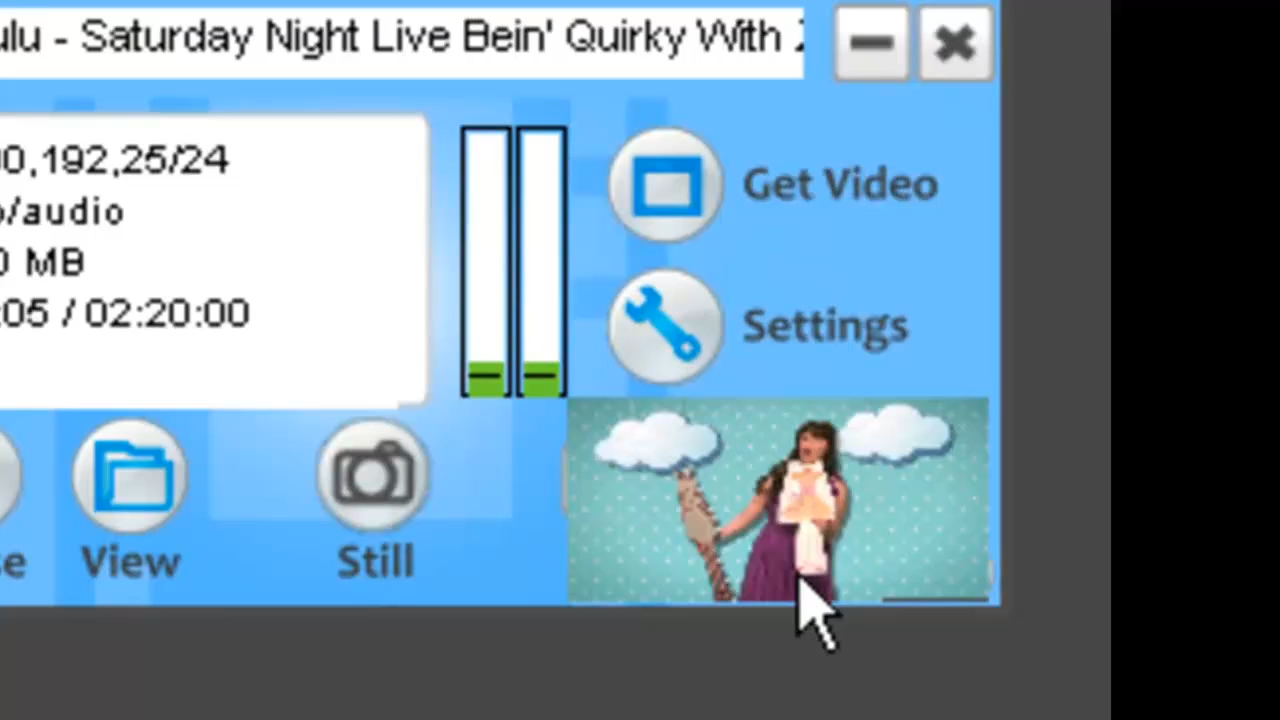 ulu - Saturday Night Live Bein' Quirky With
0,192,25/24
o/audio
0 MB
:05 / 02:20:00
Get Video
Settings
se
View
Still